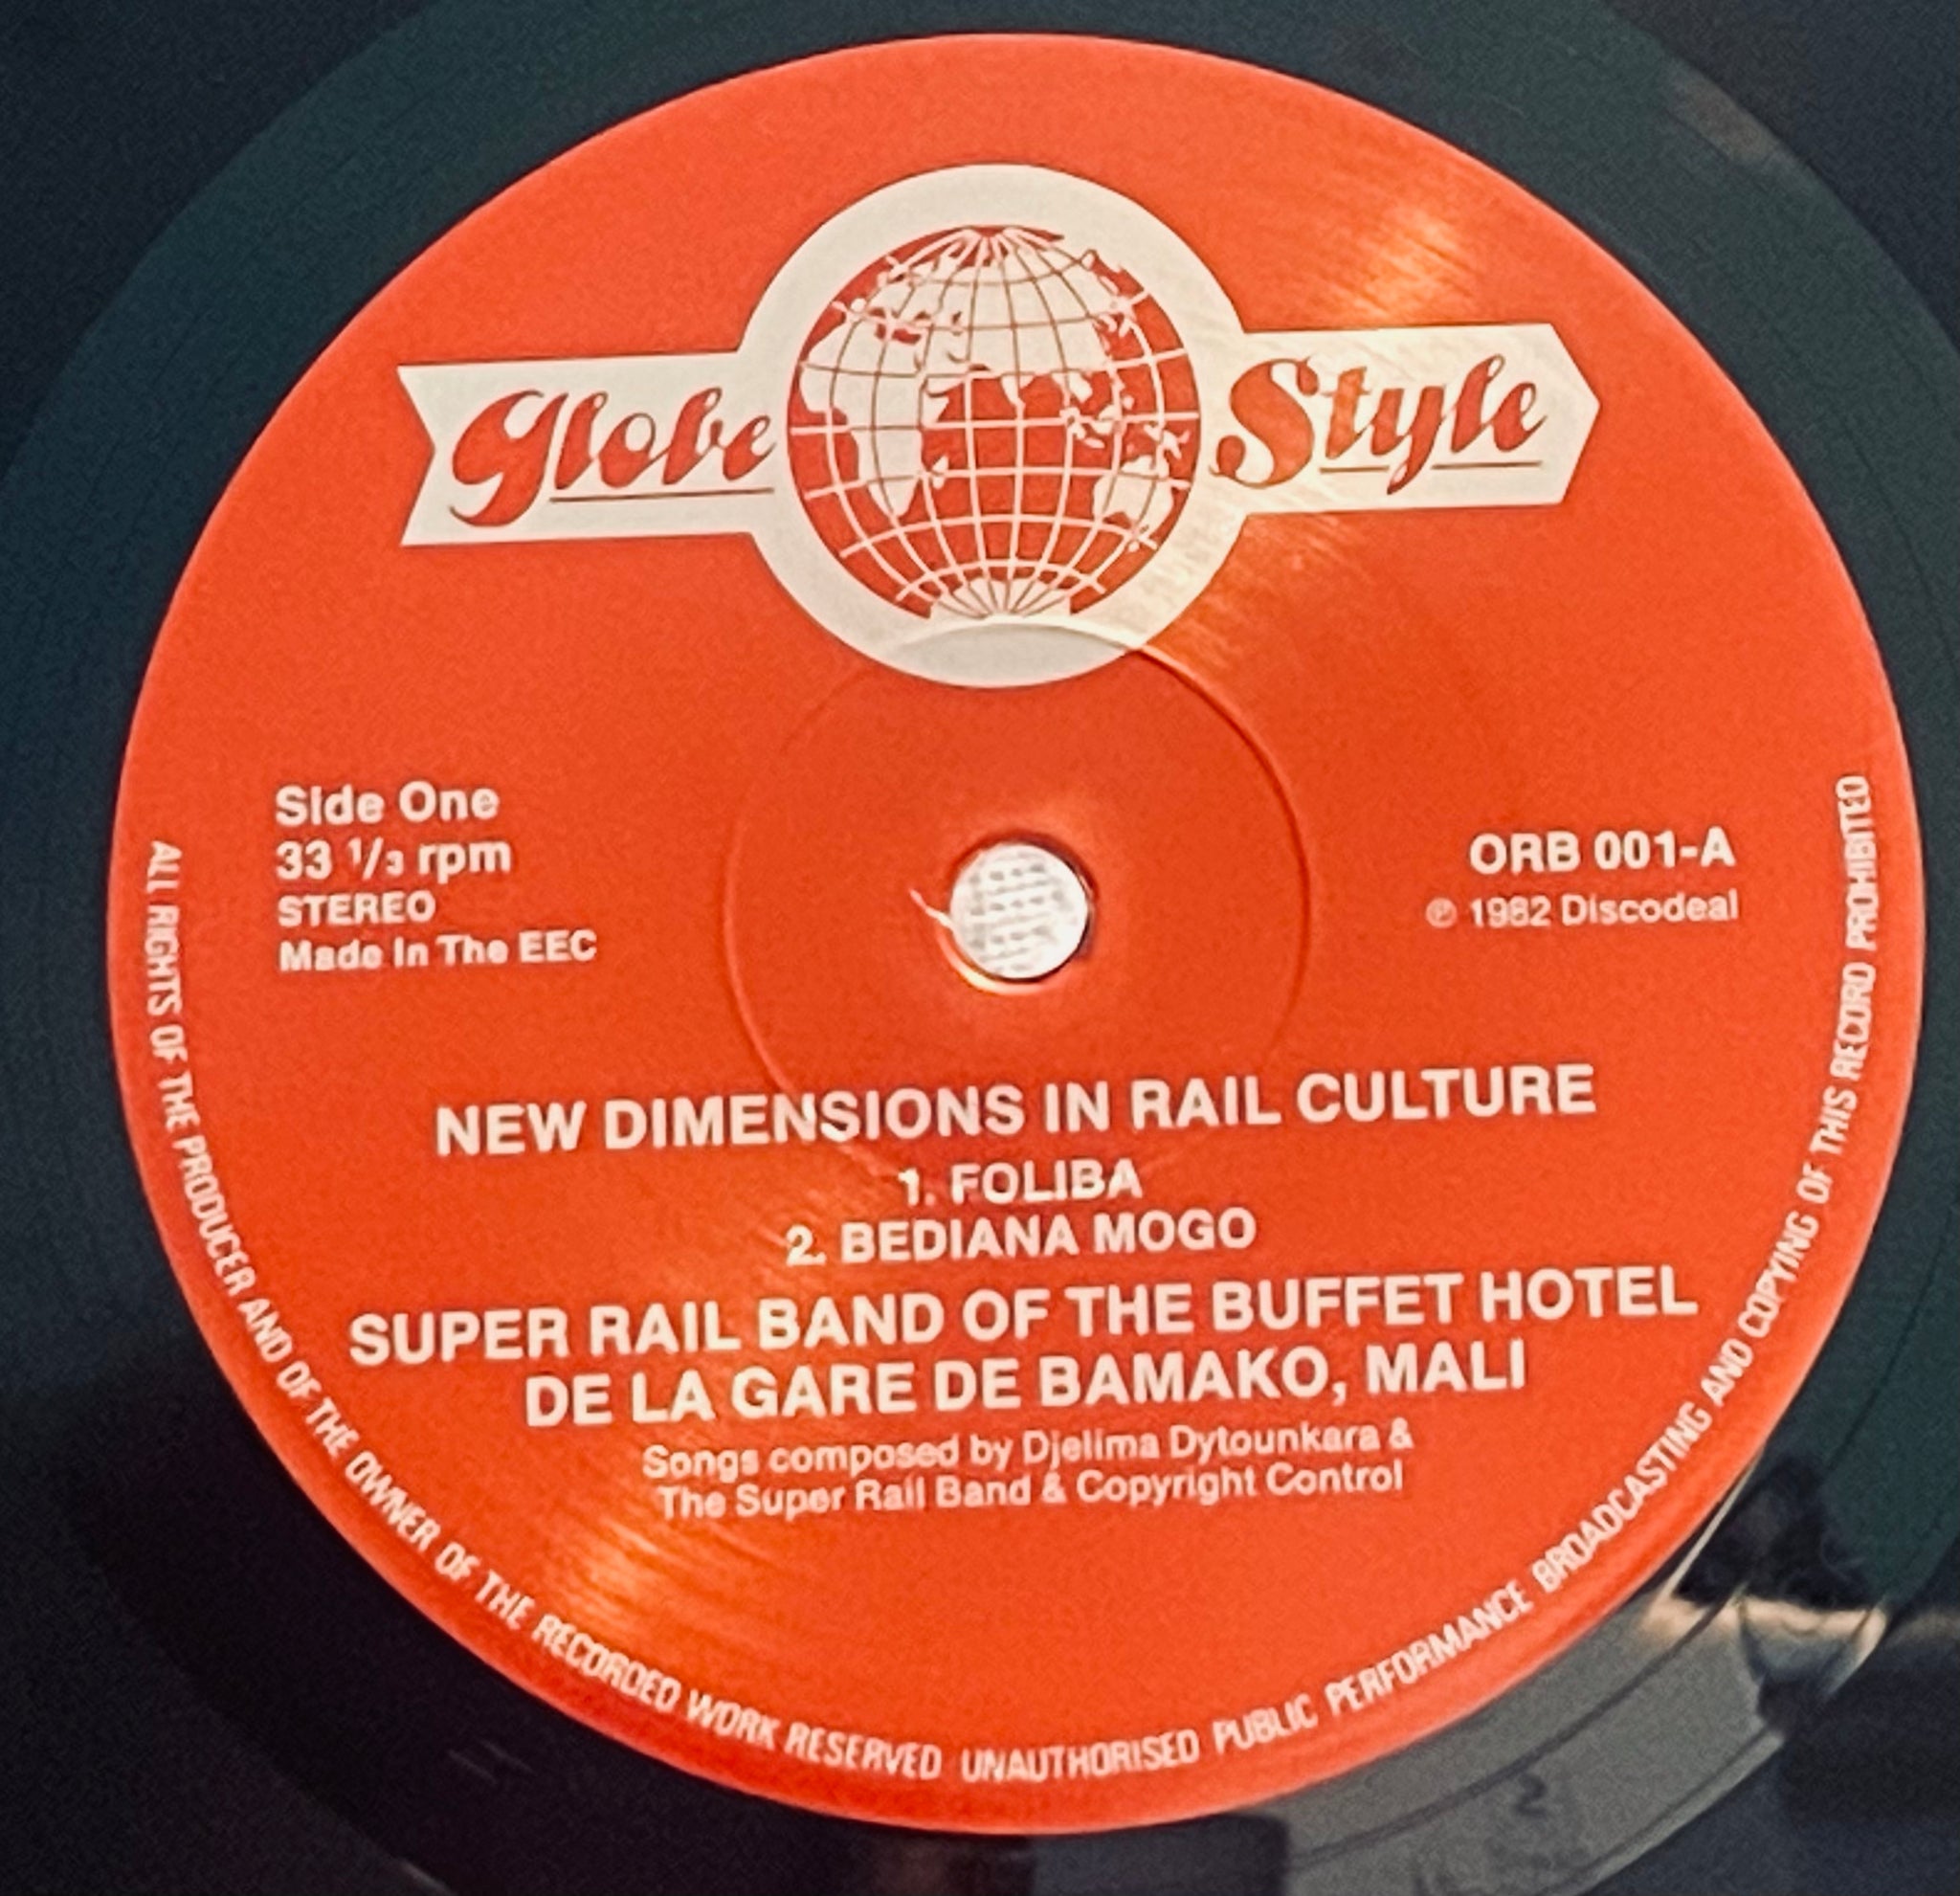 Globe Style
Side One
33 1/3 rpm
STEREO
Made In The EEC
ORB 001-A
℗ 1982 Discodeal
NEW DIMENSIONS IN RAIL CULTURE
1. FOLIBA
2. BEDIANA MOGO
SUPER RAIL BAND OF THE BUFFET HOTEL
DE LA GARE DE BAMAKO, MALI
Songs composed by Djelima Dytounkara &
The Super Rail Band & Copyright Control
ALL RIGHTS OF THE PRODUCER AND OF THE OWNER OF THE RECORDED WORK RESERVED UNAUTHORISED PUBLIC PERFORMANCE BROADCASTING AND COPYING OF THIS RECORD PROHIBITED